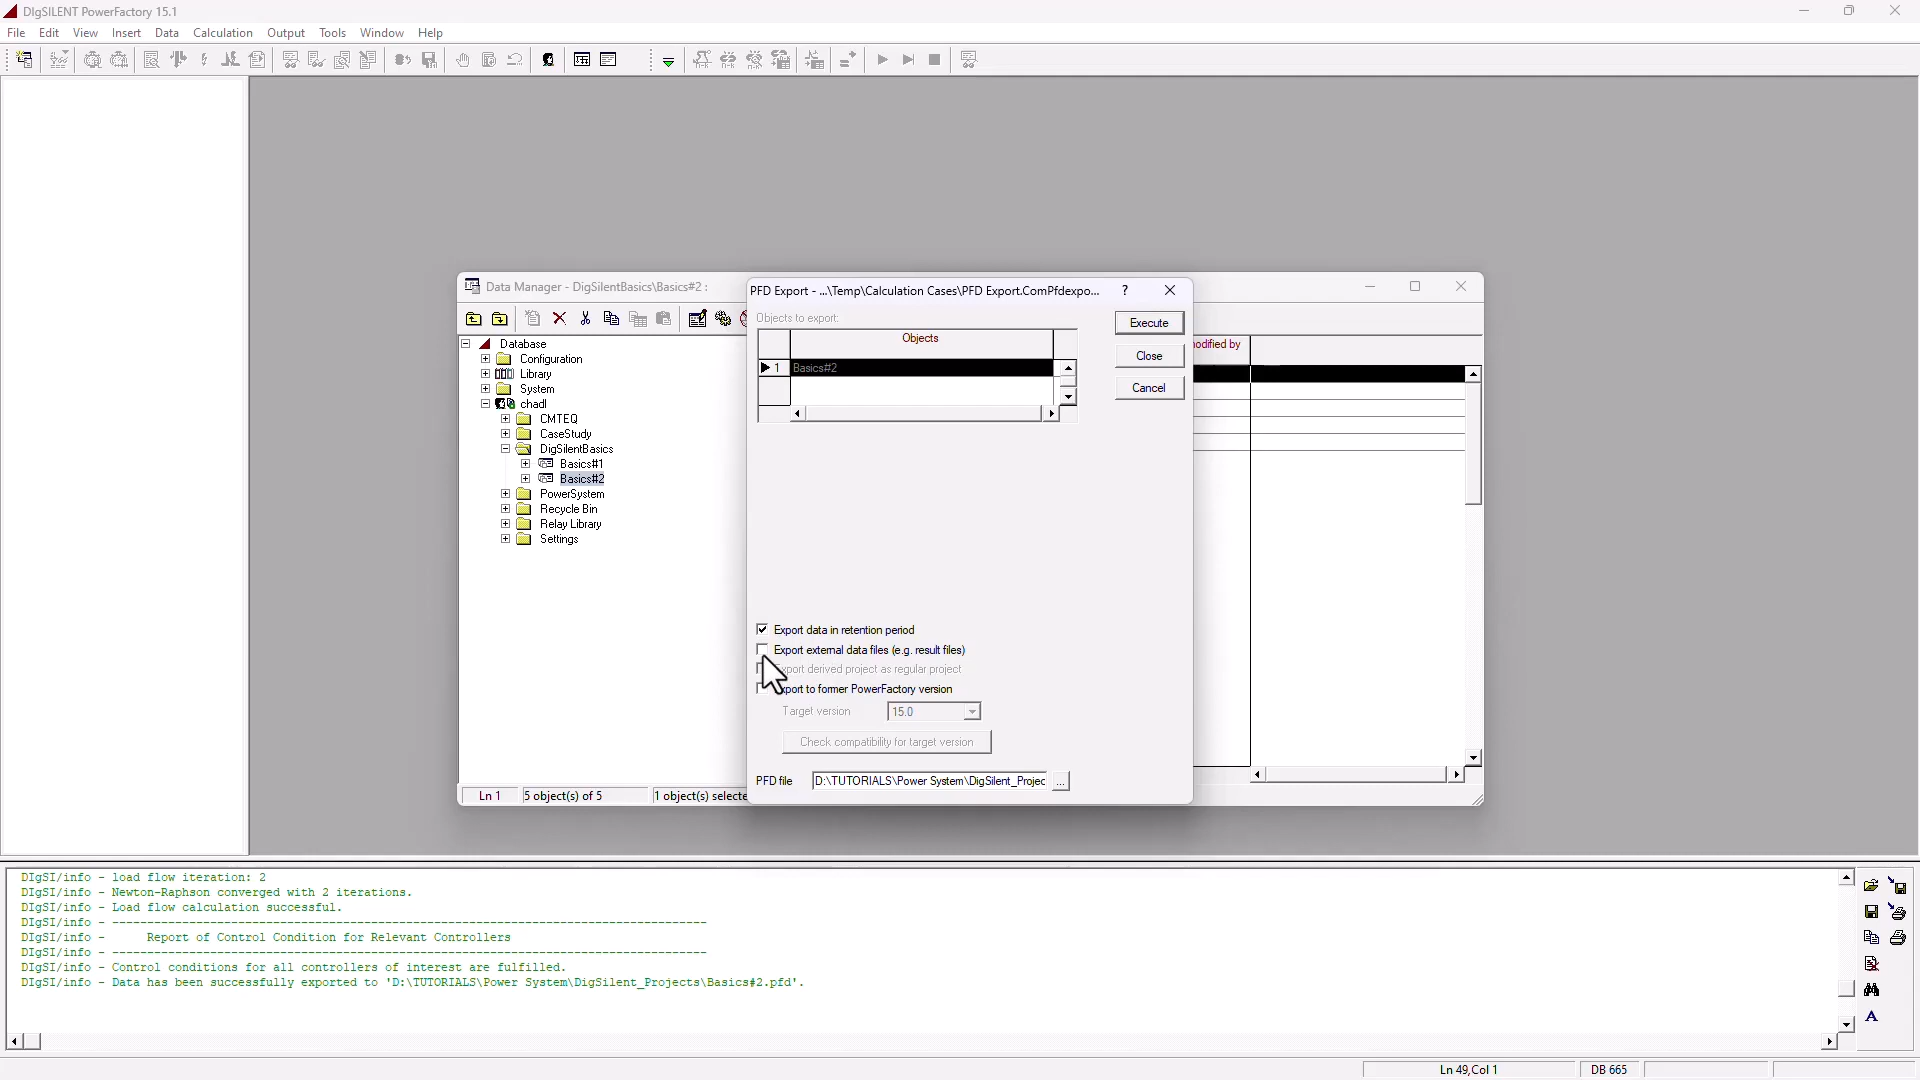 DIgSILENT PowerFactory 15.1
File Edit View Insert Data Calculation Output Tools Window Help
Data Manager - DigSilentBasics\Basics#2 :
Database
Configuration
Library
System
chadl
CMTEQ
CaseStudy
DigSilentBasics
Basics#1
Basics#2
PowerSystem
Recycle Bin
Relay Library
Settings
Ln 1 5 object(s) of 5 1 object(s) selecte
PFD Export - ...\Temp\Calculation Cases\PFD Export.ComPfdexpo... ?
Objects to export:
Objects
1 Basics#2
Execute
Close
Cancel
odified by
Export data in retention period
Export external data files (e.g. result files)
port derived project as regular project
port to former PowerFactory version
Target version 15.0
Check compatibility for target version
PFD file D:\TUTORIALS\Power System\DigSilent_Projec ...
DIgSI/info - load flow iteration: 2
DIgSI/info - Newton-Raphson converged with 2 iterations.
DIgSI/info - Load flow calculation successful.
DIgSI/info - --------------------------------------------------------------------------------
DIgSI/info - Report of Control Condition for Relevant Controllers
DIgSI/info - --------------------------------------------------------------------------------
DIgSI/info - Control conditions for all controllers of interest are fulfilled.
DIgSI/info - Data has been successfully exported to 'D:\TUTORIALS\Power System\DigSilent_Projects\Basics#2.pfd'.
Ln 49,Col 1 DB 665